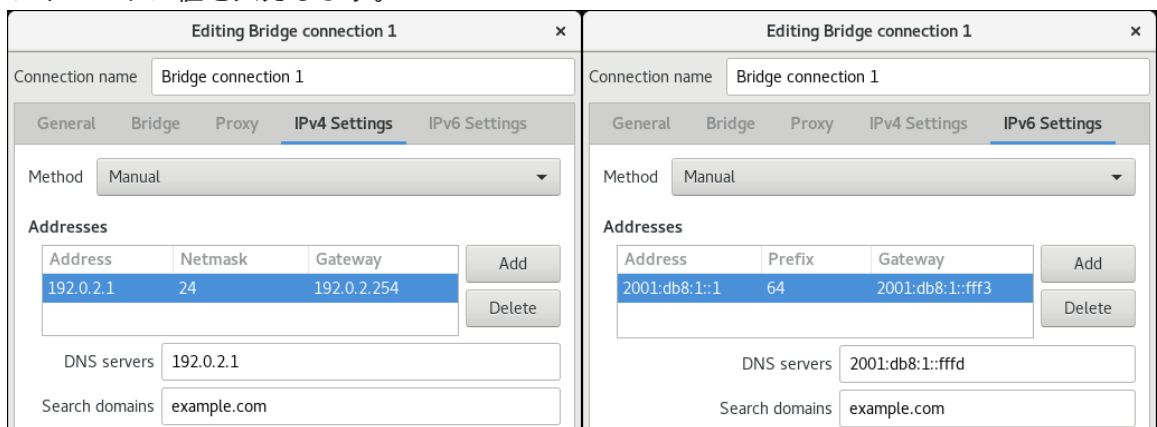 Editing Bridge connection 1 ×
Connection name Bridge connection 1
General Bridge Proxy IPv4 Settings IPv6 Settings
Method Manual
Addresses
Address Netmask Gateway
192.0.2.1 24 192.0.2.254
Add
Delete
DNS servers 192.0.2.1
Search domains example.com
Editing Bridge connection 1 ×
Connection name Bridge connection 1
General Bridge Proxy IPv4 Settings IPv6 Settings
Method Manual
Addresses
Address Prefix Gateway
2001:db8:1::1 64 2001:db8:1::fff3
Add
Delete
DNS servers 2001:db8:1::fffd
Search domains example.com